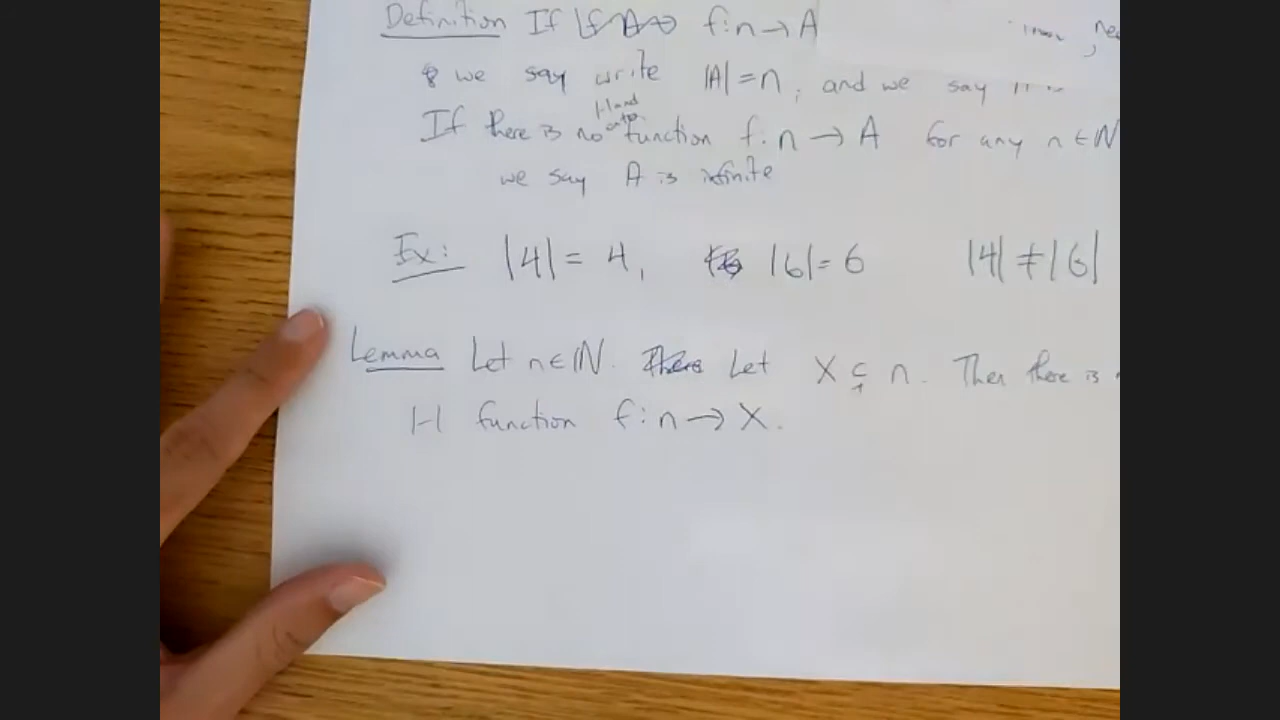 Definition If f: n → A
we say write |A| = n, and we say
If there is no 1-1 and onto function f: n → A for any n ∈ ℕ
we say A is infinite
Ex: |4| = 4, |6| = 6 |4| ≠ |6|
Lemma Let n ∈ ℕ. There Let X ⊊ n. Then there is
1-1 function f: n → X.